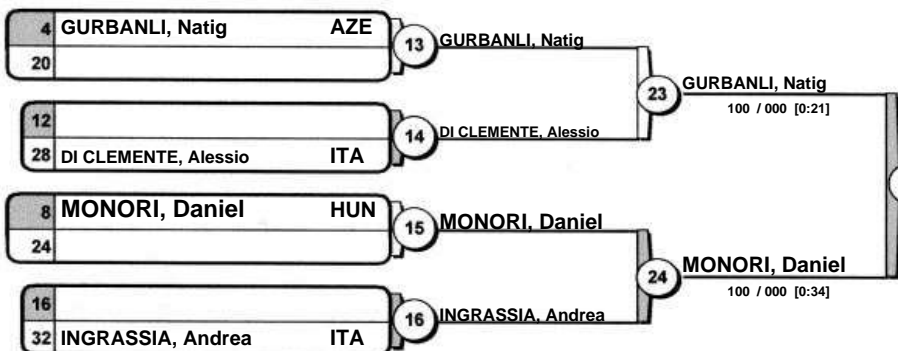 4 GURBANLI, Natig AZE
20
13 GURBANLI, Natig
12
28 DI CLEMENTE, Alessio ITA
14 DI CLEMENTE, Alessio
23 GURBANLI, Natig
100 / 000 [0:21]
8 MONORI, Daniel HUN
24
15 MONORI, Daniel
16
32 INGRASSIA, Andrea ITA
16 INGRASSIA, Andrea
24 MONORI, Daniel
100 / 000 [0:34]